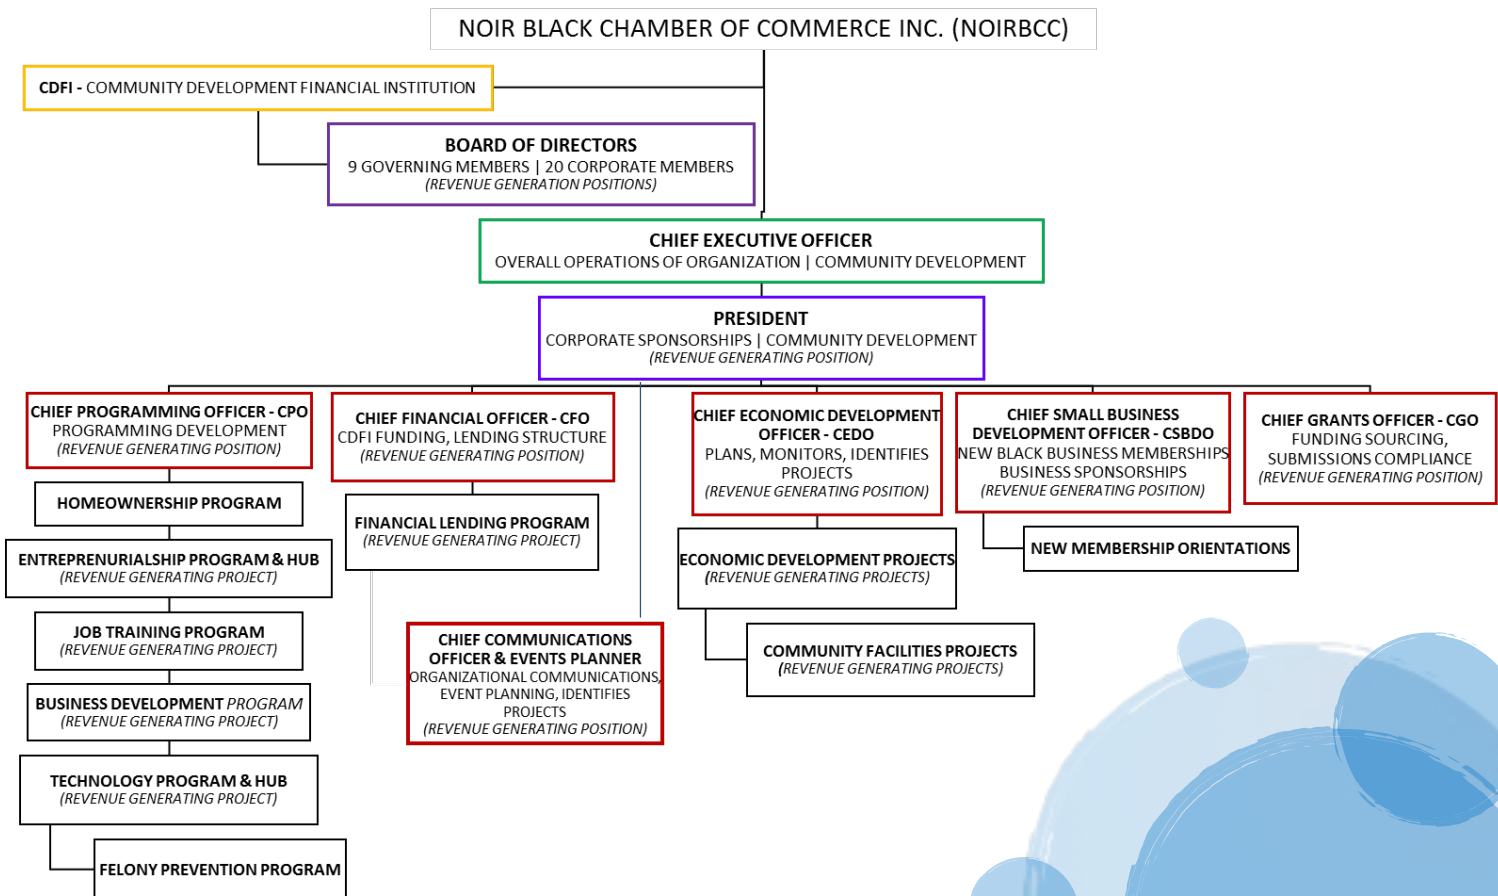 NOIR BLACK CHAMBER OF COMMERCE INC. (NOIRBCC)
CDFI - COMMUNITY DEVELOPMENT FINANCIAL INSTITUTION
BOARD OF DIRECTORS
9 GOVERNING MEMBERS | 20 CORPORATE MEMBERS
(REVENUE GENERATION POSITIONS)
CHIEF EXECUTIVE OFFICER
OVERALL OPERATIONS OF ORGANIZATION | COMMUNITY DEVELOPMENT
PRESIDENT
CORPORATE SPONSORSHIPS | COMMUNITY DEVELOPMENT
(REVENUE GENERATING POSITION)
CHIEF PROGRAMMING OFFICER - CPO
PROGRAMMING DEVELOPMENT
(REVENUE GENERATING POSITION)
HOMEOWNERSHIP PROGRAM
ENTREPRENURIALSHIP PROGRAM & HUB
(REVENUE GENERATING PROJECT)
JOB TRAINING PROGRAM
(REVENUE GENERATING PROJECT)
BUSINESS DEVELOPMENT PROGRAM
(REVENUE GENERATING PROJECT)
TECHNOLOGY PROGRAM & HUB
(REVENUE GENERATING PROJECT)
FELONY PREVENTION PROGRAM
CHIEF FINANCIAL OFFICER - CFO
CDFI FUNDING, LENDING STRUCTURE
(REVENUE GENERATING POSITION)
FINANCIAL LENDING PROGRAM
(REVENUE GENERATING PROJECT)
CHIEF COMMUNICATIONS
OFFICER & EVENTS PLANNER
ORGANIZATIONAL COMMUNICATIONS,
EVENT PLANNING, IDENTIFIES
PROJECTS
(REVENUE GENERATING POSITION)
CHIEF ECONOMIC DEVELOPMENT
OFFICER - CEDO
PLANS, MONITORS, IDENTIFIES
PROJECTS
(REVENUE GENERATING POSITION)
ECONOMIC DEVELOPMENT PROJECTS
(REVENUE GENERATING PROJECTS)
COMMUNITY FACILITIES PROJECTS
(REVENUE GENERATING PROJECTS)
CHIEF SMALL BUSINESS
DEVELOPMENT OFFICER - CSBDO
NEW BLACK BUSINESS MEMBERSHIPS
BUSINESS SPONSORSHIPS
(REVENUE GENERATING POSITION)
NEW MEMBERSHIP ORIENTATIONS
CHIEF GRANTS OFFICER - CGO
FUNDING SOURCING,
SUBMISSIONS COMPLIANCE
(REVENUE GENERATING POSITION)